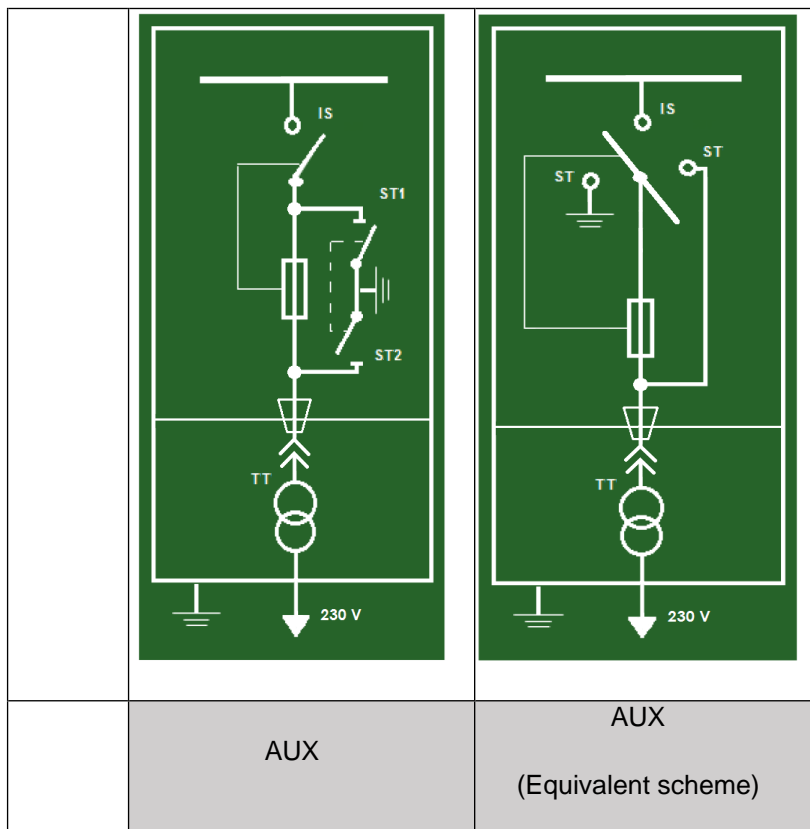 IS
ST1
ST2
TT
230 V
IS
ST
ST
TT
230 V
AUX
AUX
(Equivalent scheme)